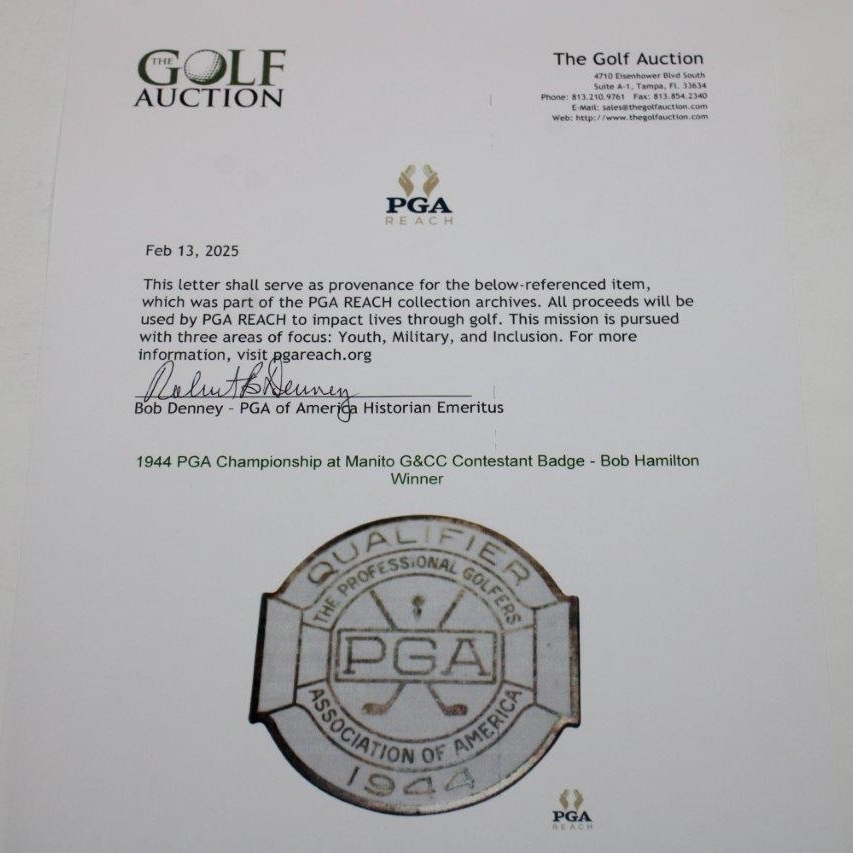 THE
GOLF
AUCTION
The Golf Auction
4710 Eisenhower Blvd South
Suite A-1, Tampa, FL 33634
Phone: 813.210.9761 Fax: 813.854.2340
E-Mail: sales@thegolfauction.com
Web: http://www.thegolfauction.com
PGA
REACH
Feb 13, 2025
This letter shall serve as provenance for the below-referenced item,
which was part of the PGA REACH collection archives. All proceeds will be
used by PGA REACH to impact lives through golf. This mission is pursued
with three areas of focus: Youth, Military, and Inclusion. For more
information, visit pgareach.org
Robert B Denney
Bob Denney - PGA of America Historian Emeritus
1944 PGA Championship at Manito G&CC Contestant Badge - Bob Hamilton
Winner
QUALIFIER
THE PROFESSIONAL GOLFERS
PGA
ASSOCIATION OF AMERICA
1944
PGA
REACH